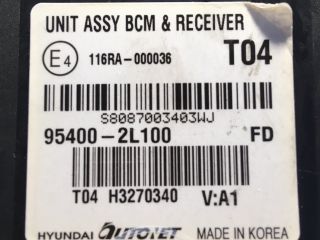 UNIT ASSY BCM & RECEIVER
E4 116RA-000036 T04
S8087003403WJ
95400-2L100 FD
T04 H3270340 V:A1
HYUNDAI AUTONET MADE IN KOREA